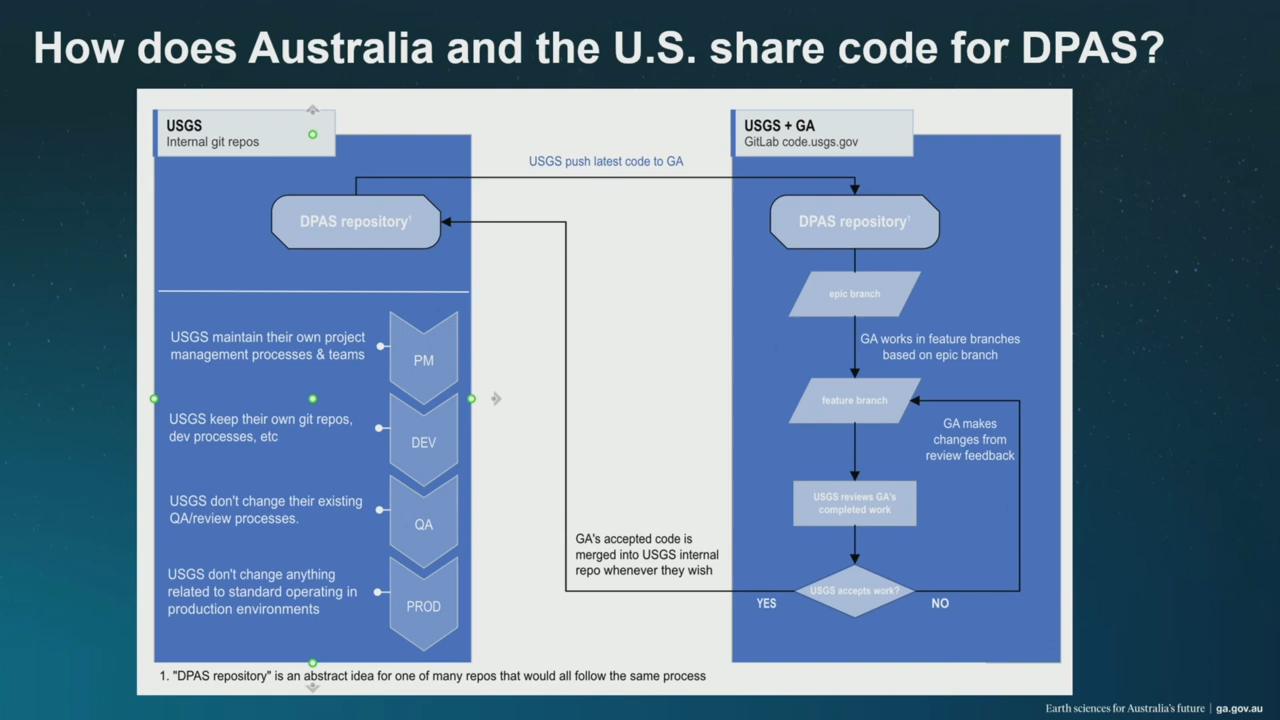 How does Australia and the U.S. share code for DPAS?
USGS
Internal git repos
DPAS repository¹
USGS maintain their own project
management processes & teams
PM
USGS keep their own git repos,
dev processes, etc
DEV
USGS don't change their existing
QA/review processes.
QA
USGS don't change anything
related to standard operating in
production environments
PROD
USGS push latest code to GA
USGS + GA
GitLab code.usgs.gov
DPAS repository¹
epic branch
GA works in feature branches
based on epic branch
feature branch
GA makes
changes from
review feedback
USGS reviews GA's
completed work
USGS accepts work?
YES
NO
GA's accepted code is
merged into USGS internal
repo whenever they wish
1. "DPAS repository" is an abstract idea for one of many repos that would all follow the same process
Earth sciences for Australia's future | ga.gov.au